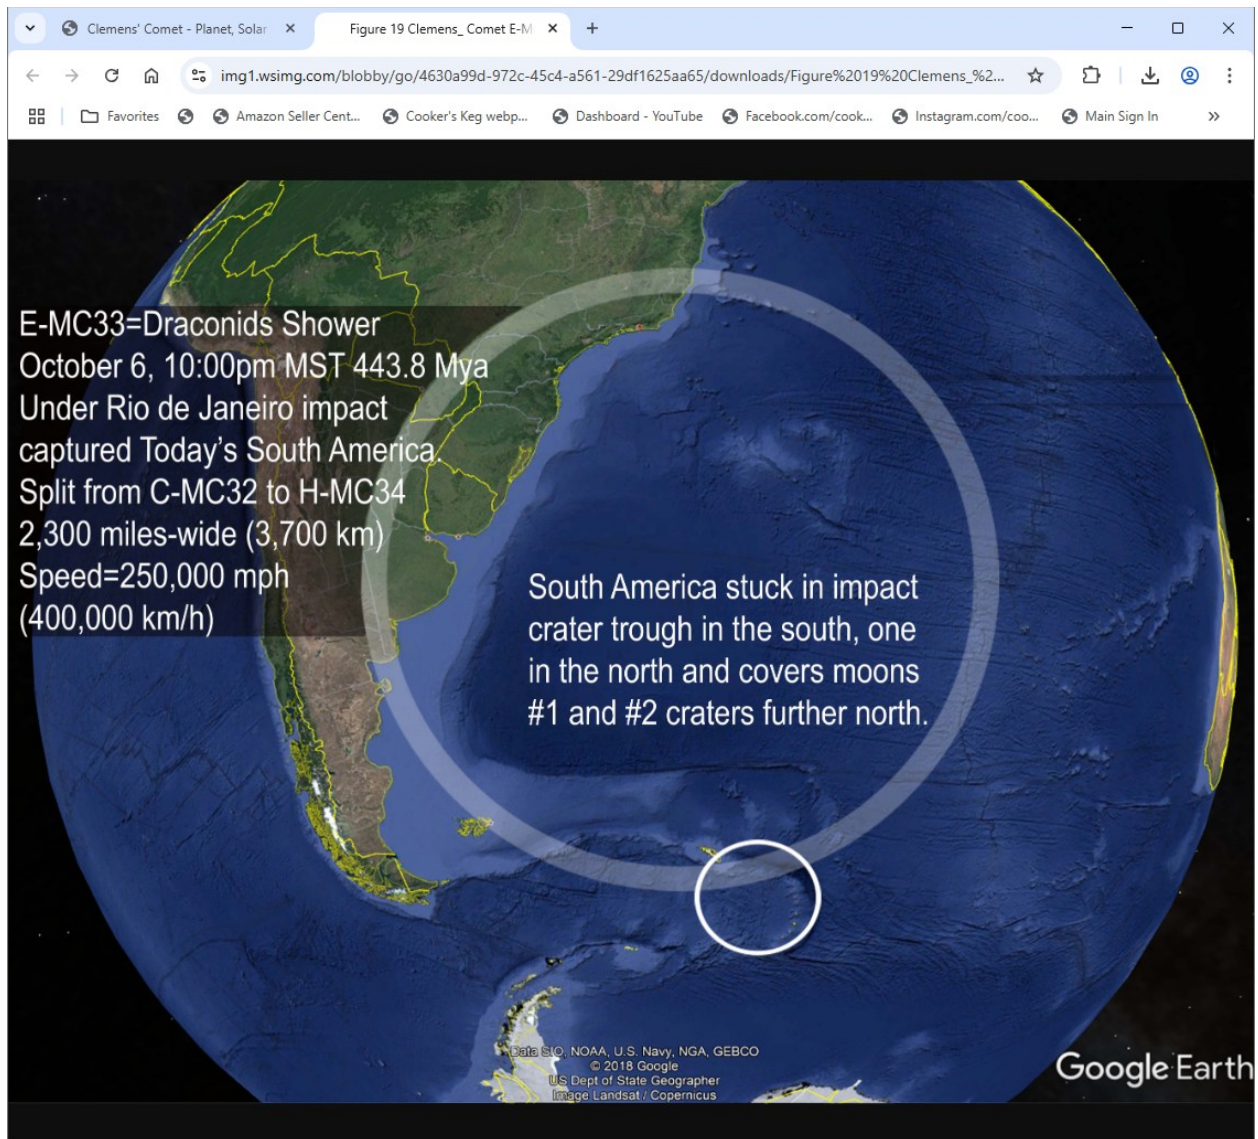 Clemens' Comet - Planet, Solar
Figure 19 Clemens_ Comet E-M
img1.wsimg.com/blobby/go/4630a99d-972c-45c4-a561-29df1625aa65/downloads/Figure%2019%20Clemens_%2...
Favorites
Amazon Seller Cent...
Cooker's Keg webp...
Dashboard - YouTube
Facebook.com/cook...
Instagram.com/coo...
Main Sign In
E-MC33=Draconids Shower
October 6, 10:00pm MST 443.8 Mya
Under Rio de Janeiro impact
captured Today's South America.
Split from C-MC32 to H-MC34
2,300 miles-wide (3,700 km)
Speed=250,000 mph
(400,000 km/h)
South America stuck in impact
crater trough in the south, one
in the north and covers moons
#1 and #2 craters further north.
Data SIO, NOAA, U.S. Navy, NGA, GEBCO
© 2018 Google
US Dept of State Geographer
Image Landsat / Copernicus
Google Earth